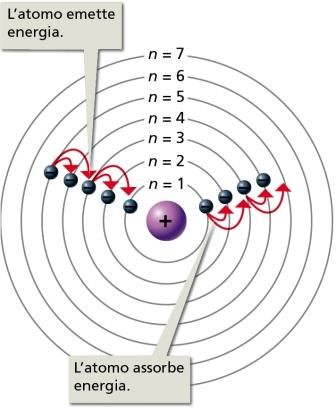 L'atomo emette
energia.
n = 7
n = 6
n = 5
n = 4
n = 3
n = 2
n = 1
+
L'atomo assorbe
energia.